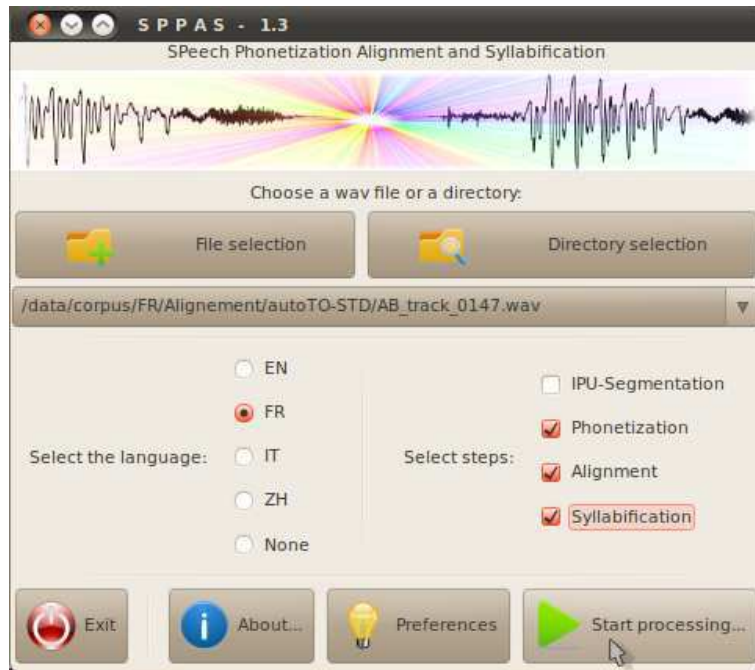 SPPAS - 1.3
SPeech Phonetization Alignment and Syllabification
Choose a wav file or a directory:
File selection
Directory selection
/data/corpus/FR/Alignement/autoTO-STD/AB_track_0147.wav
Select the language:
EN
FR
IT
ZH
None
Select steps:
IPU-Segmentation
Phonetization
Alignment
Syllabification
Exit
About...
Preferences
Start processing...